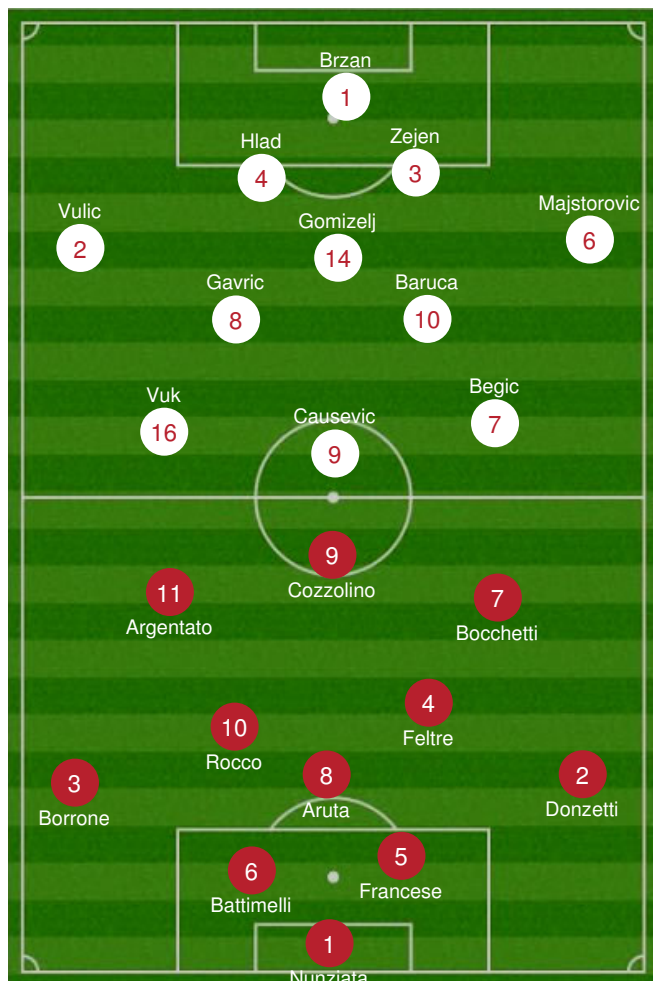 Brzan
1
Hlad
4
Zejen
3
Vulic
2
Gomizelj
14
Majstorovic
6
Gavric
8
Baruca
10
Vuk
16
Causevic
9
Begic
7
9
Cozzolino
11
Argentato
7
Bocchetti
4
Feltre
10
Rocco
8
Aruta
3
Borrone
2
Donzetti
5
Francese
6
Battimelli
1
Nunziata